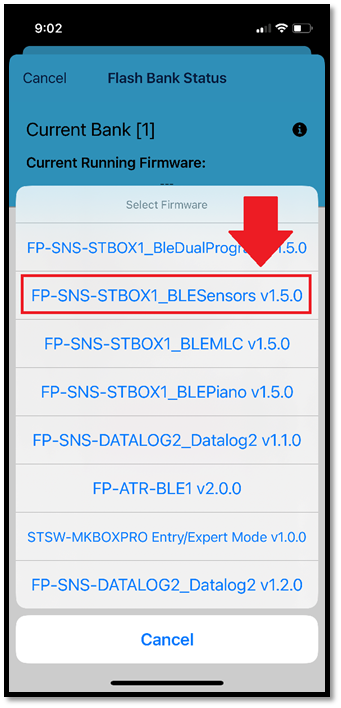 9:02
Cancel Flash Bank Status
Current Bank [1]
Current Running Firmware:
---
Select Firmware
FP-SNS-STBOX1_BleDualProgra 1.5.0
FP-SNS-STBOX1_BLESensors v1.5.0
FP-SNS-STBOX1_BLEMLC v1.5.0
FP-SNS-STBOX1_BLEPiano v1.5.0
FP-SNS-DATALOG2_Datalog2 v1.1.0
FP-ATR-BLE1 v2.0.0
STSW-MKBOXPRO Entry/Expert Mode v1.0.0
FP-SNS-DATALOG2_Datalog2 v1.2.0
Cancel